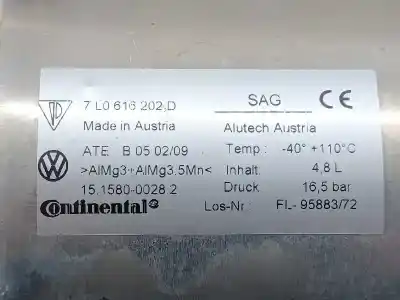 7 L0 616 202 D
Made in Austria
ATE B 05 02/09
>AlMg3+AlMg3.5Mn<
15.1580-0028 2
Continental
SAG CE
Alutech Austria
Temp: -40° +110°C
Inhalt: 4,8 L
Druck 16,5 bar
Los-Nr. FL- 95883/72